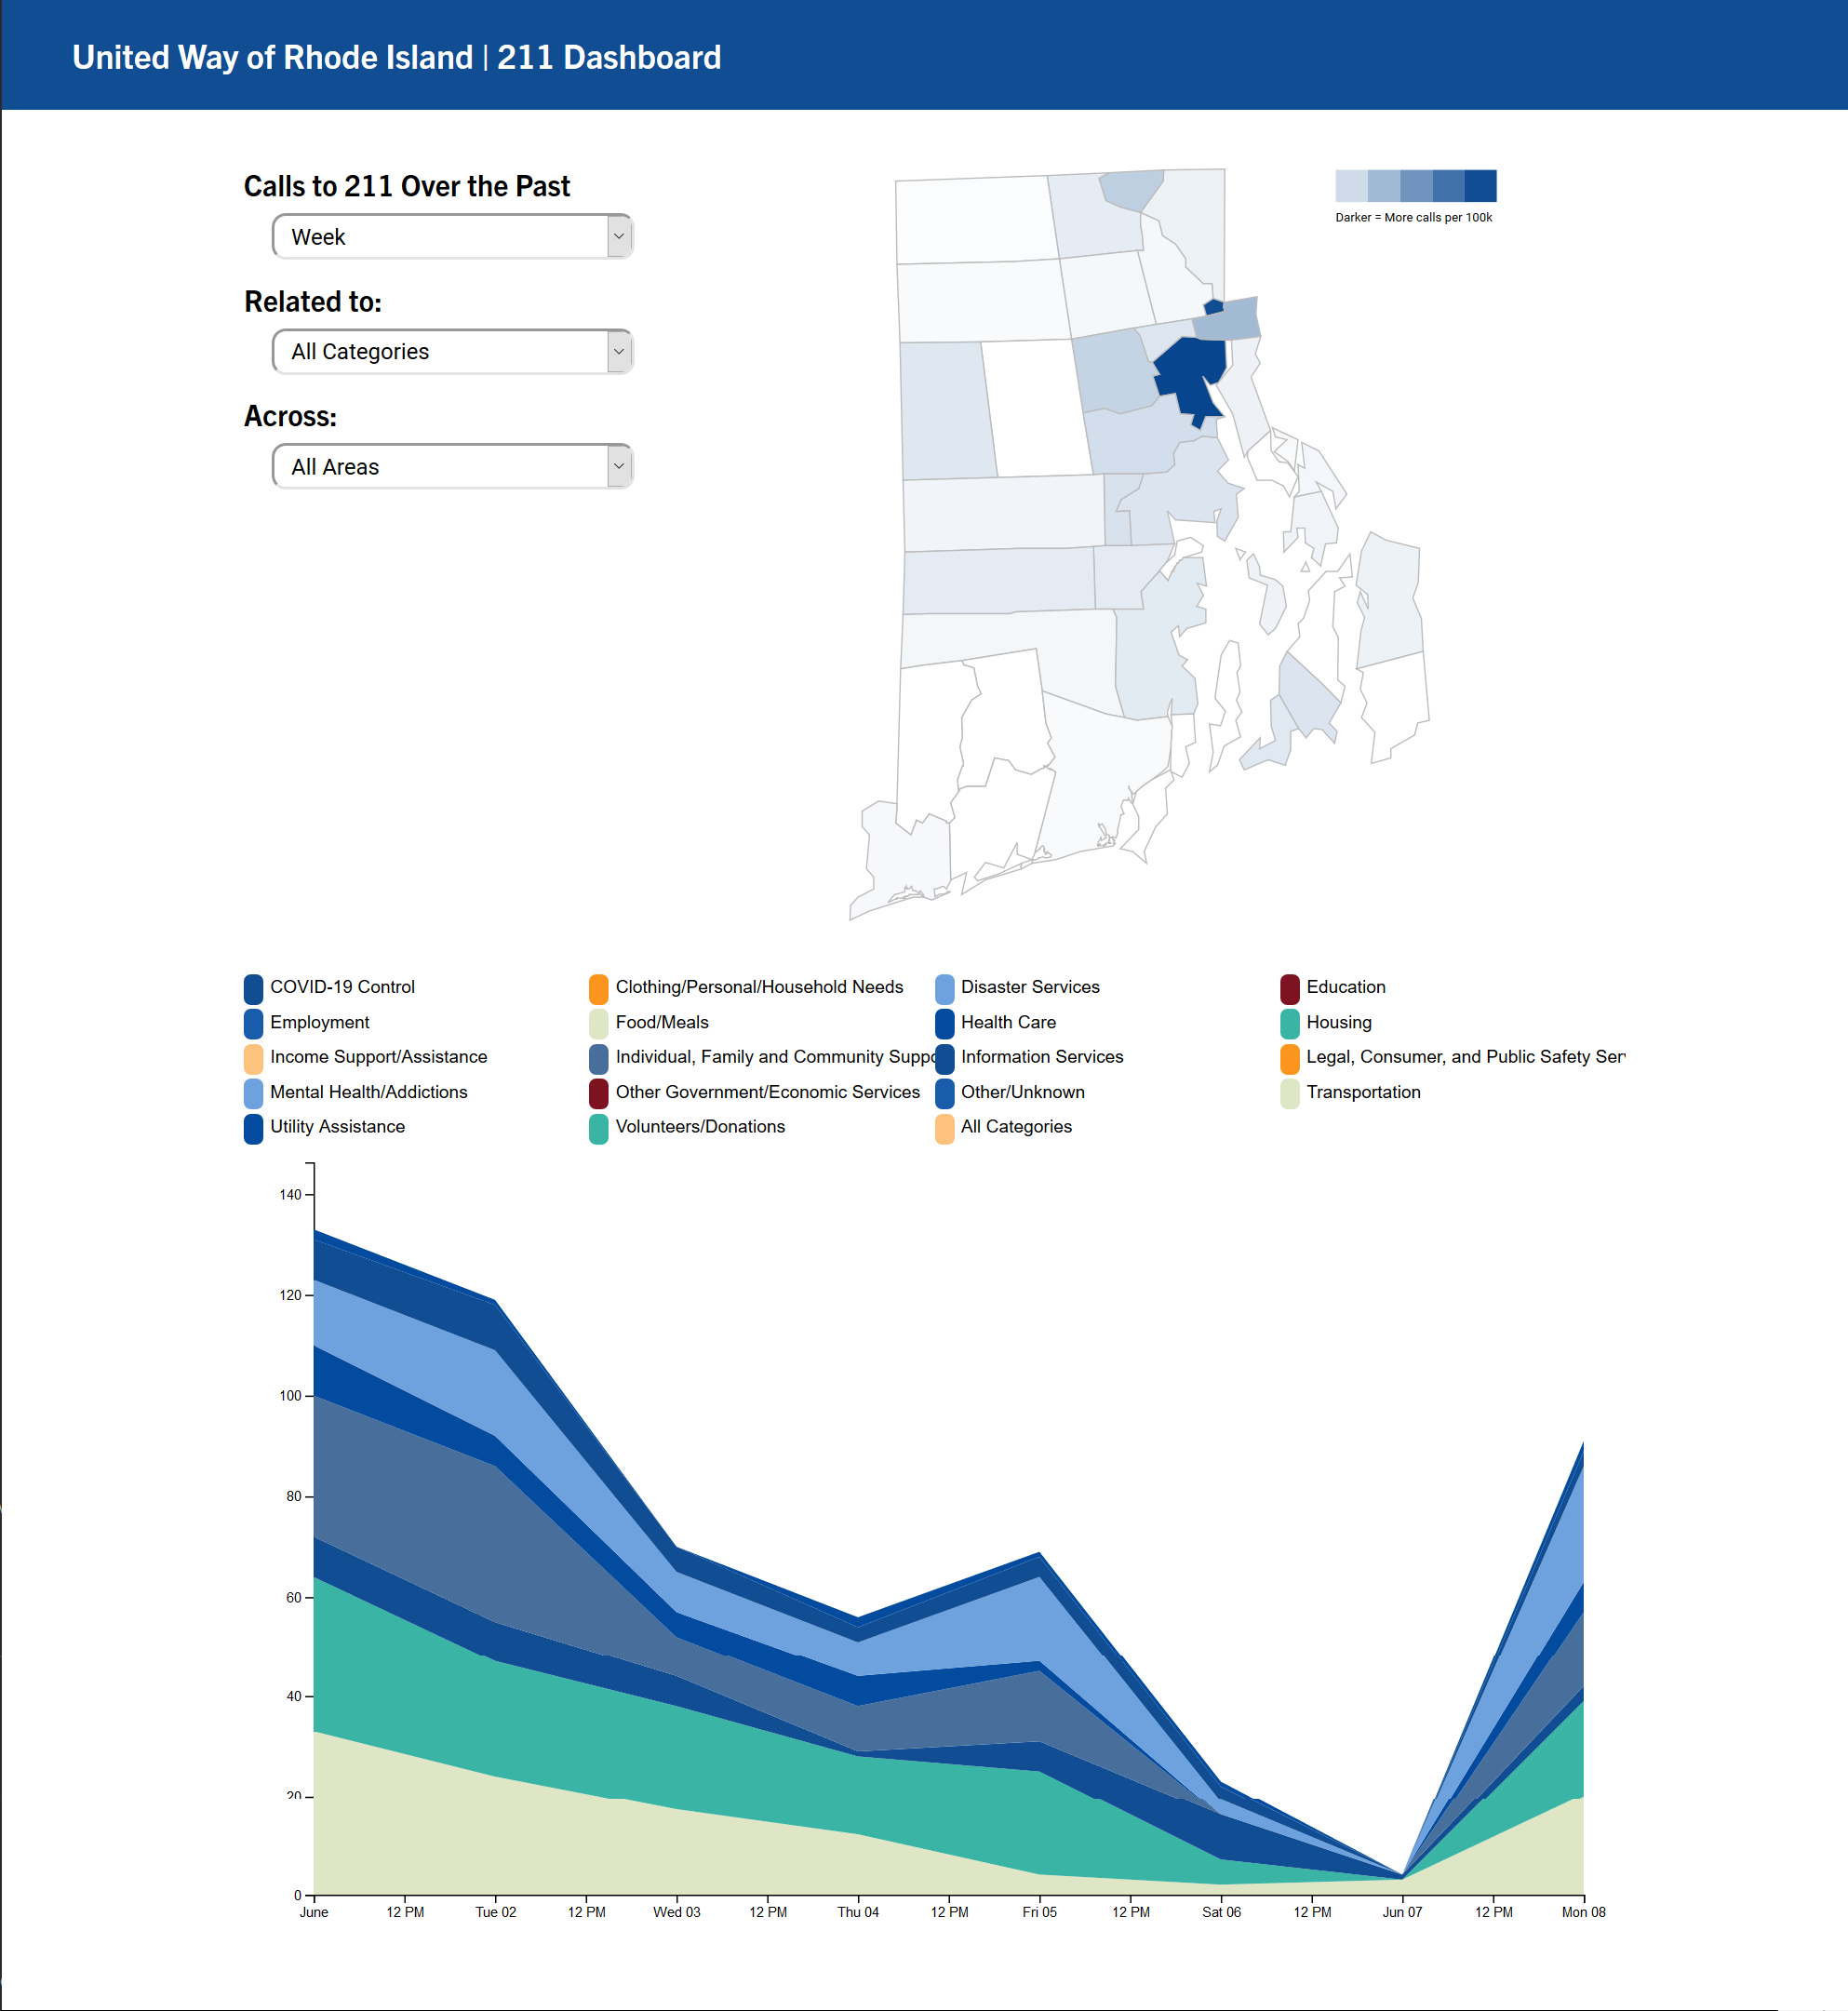 United Way of Rhode Island | 211 Dashboard
Calls to 211 Over the Past
Week
Related to:
All Categories
Across:
All Areas
Darker = More calls per 100k
COVID-19 Control
Clothing/Personal/Household Needs
Disaster Services
Education
Employment
Food/Meals
Health Care
Housing
Income Support/Assistance
Individual, Family and Community Suppo
Information Services
Legal, Consumer, and Public Safety Ser
Mental Health/Addictions
Other Government/Economic Services
Other/Unknown
Transportation
Utility Assistance
Volunteers/Donations
All Categories
140
120
100
80
60
40
20
0
June 12 PM Tue 02 12 PM Wed 03 12 PM Thu 04 12 PM Fri 05 12 PM Sat 06 12 PM Jun 07 12 PM Mon 08